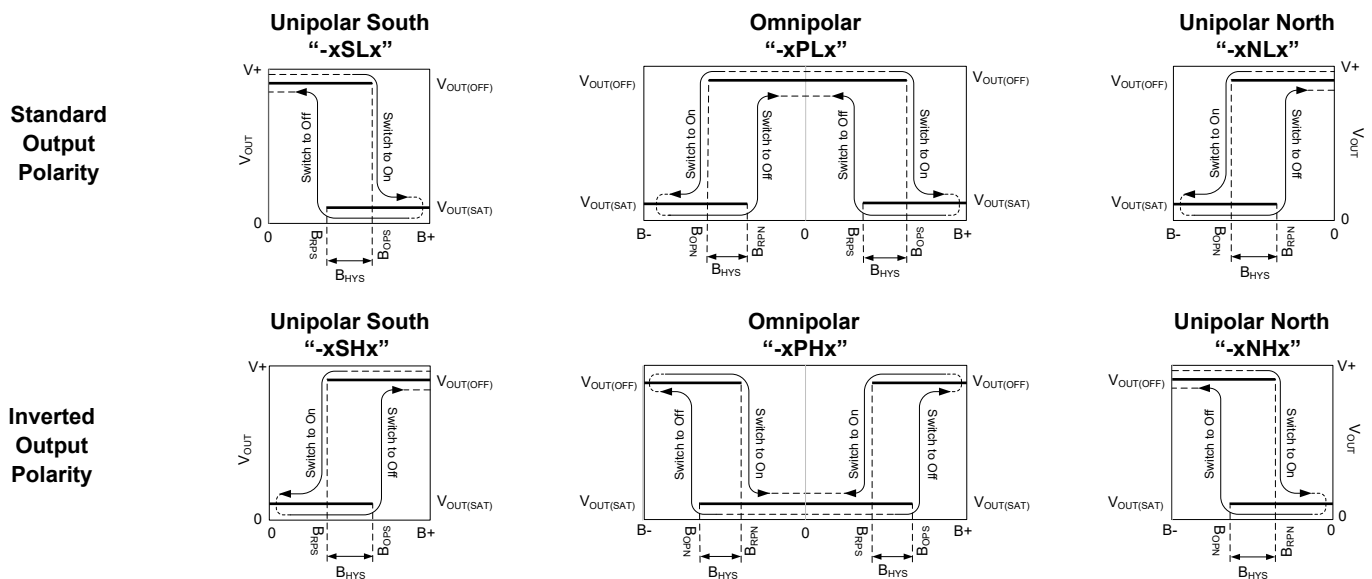 Unipolar South
“-xSLx”
Omnipolar
“-xPLx”
Unipolar North
“-xNLx”
Standard
Output
Polarity
V+
VOUT
0
VOUT(OFF)
VOUT(SAT)
Switch to Off
Switch to On
0
BRPS
BOPS
B+
BHYS
VOUT(OFF)
VOUT(SAT)
Switch to On
Switch to Off
Switch to off
Switch to On
VOUT(OFF)
VOUT(SAT)
B-
BOPN
BRPN
0
BRPS
BOPS
B+
BHYS
BHYS
VOUT(OFF)
VOUT(SAT)
Switch to On
Switch to Off
V+
VOUT
0
B-
BOPN
BRPN
0
BHYS
Unipolar South
“-xSHx”
Omnipolar
“-xPHx”
Unipolar North
“-xNHx”
Inverted
Output
Polarity
V+
VOUT
0
VOUT(OFF)
VOUT(SAT)
Switch to On
Switch to Off
0
BRPS
BOPS
B+
BHYS
VOUT(OFF)
VOUT(SAT)
Switch to Off
Switch to On
Switch to On
Switch to Off
VOUT(OFF)
VOUT(SAT)
B-
BOPN
BRPN
0
BRPS
BOPS
B+
BHYS
BHYS
VOUT(OFF)
VOUT(SAT)
Switch to Off
Switch to On
V+
VOUT
0
B-
BOPN
BRPN
0
BHYS